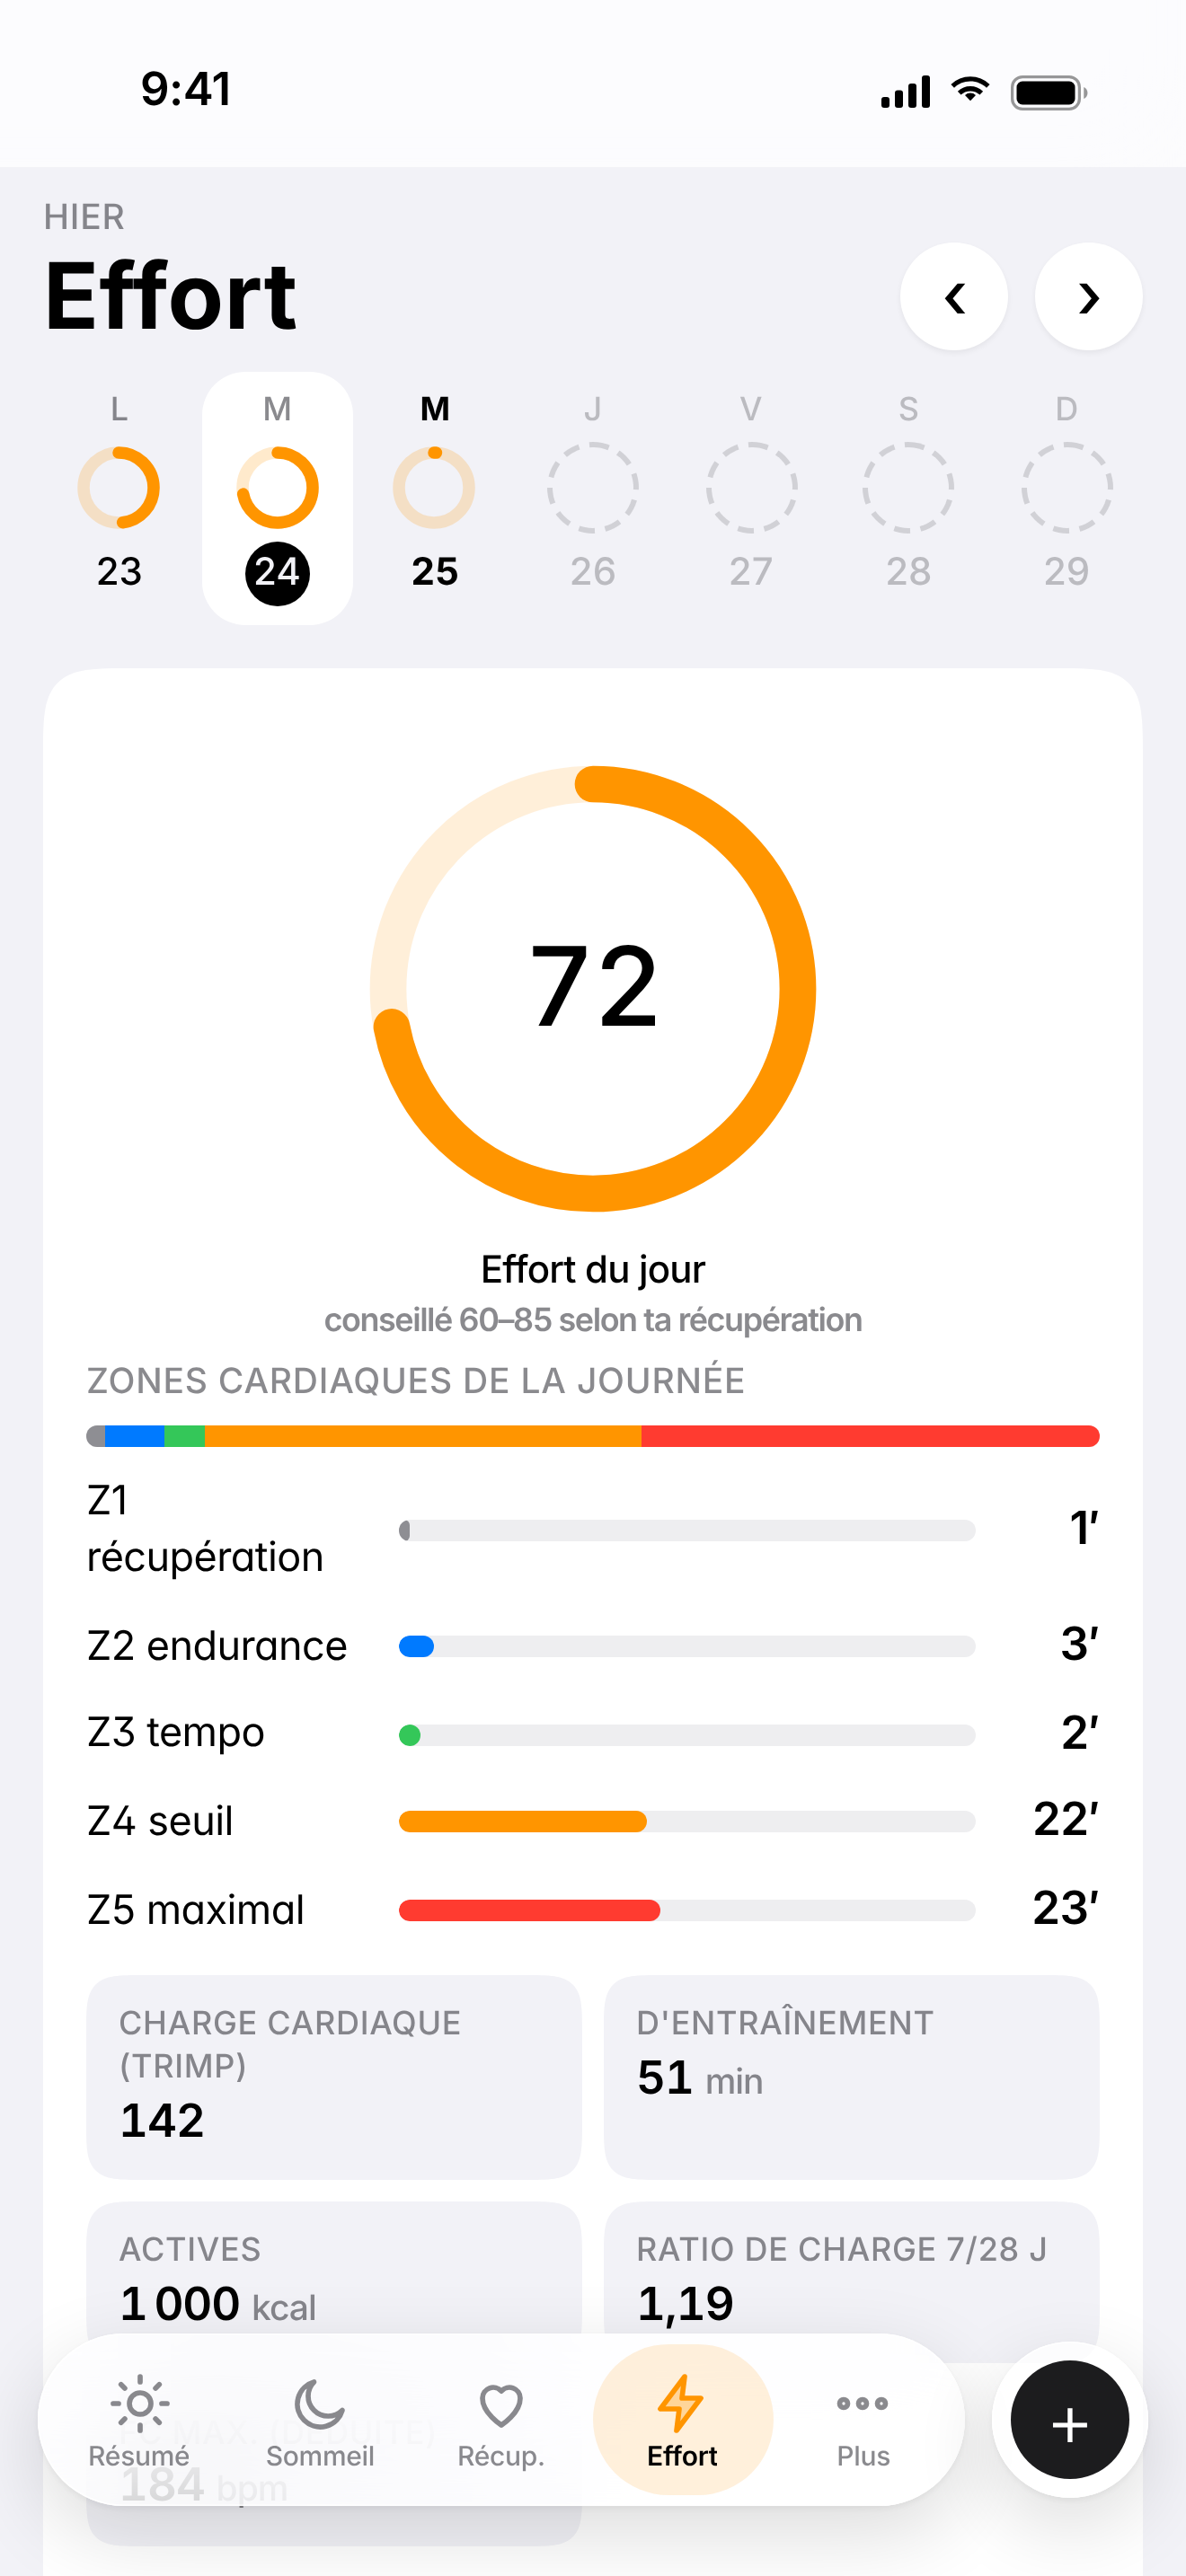 9:41
HIER
Effort
L M M J V S D
23 24 25 26 27 28 29
72
Effort du jour
conseillé 60–85 selon ta récupération
ZONES CARDIAQUES DE LA JOURNÉE
Z1
récupération
1′
Z2 endurance 3′
Z3 tempo 2′
Z4 seuil 22′
Z5 maximal 23′
CHARGE CARDIAQUE
(TRIMP)
142
D'ENTRAÎNEMENT
51 min
ACTIVES
1 000 kcal
RATIO DE CHARGE 7/28 J
1,19
FC MAX. (DÉDUITE)
184 bpm
Résumé Sommeil Récup. Effort Plus